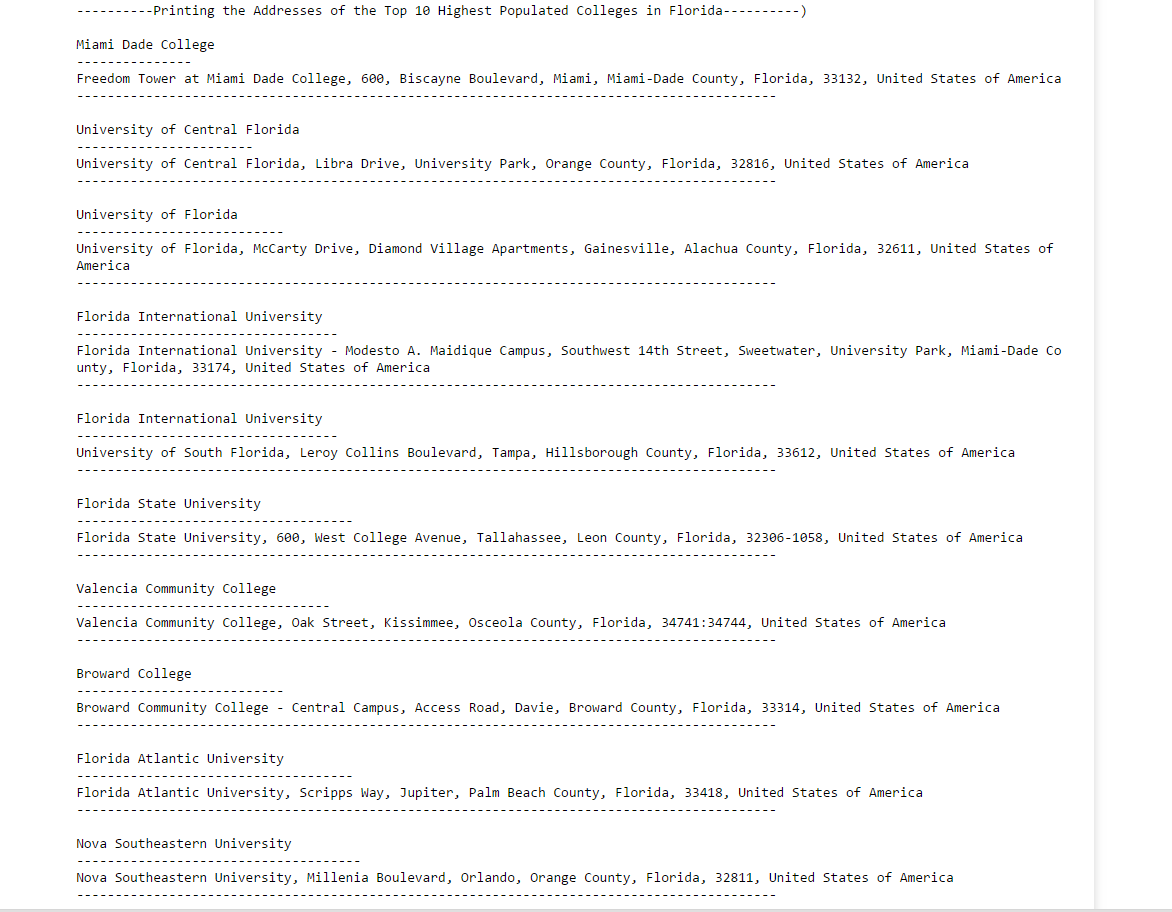 ----------Printing the Addresses of the Top 10 Highest Populated Colleges in Florida----------)
Miami Dade College
---------------
Freedom Tower at Miami Dade College, 600, Biscayne Boulevard, Miami, Miami-Dade County, Florida, 33132, United States of America
-------------------------------------------------------------------------------------------
University of Central Florida
-----------------------
University of Central Florida, Libra Drive, University Park, Orange County, Florida, 32816, United States of America
-------------------------------------------------------------------------------------------
University of Florida
---------------------------
University of Florida, McCarty Drive, Diamond Village Apartments, Gainesville, Alachua County, Florida, 32611, United States of
America
-------------------------------------------------------------------------------------------
Florida International University
----------------------------------
Florida International University - Modesto A. Maidique Campus, Southwest 14th Street, Sweetwater, University Park, Miami-Dade Co
unty, Florida, 33174, United States of America
-------------------------------------------------------------------------------------------
Florida International University
----------------------------------
University of South Florida, Leroy Collins Boulevard, Tampa, Hillsborough County, Florida, 33612, United States of America
-------------------------------------------------------------------------------------------
Florida State University
------------------------------------
Florida State University, 600, West College Avenue, Tallahassee, Leon County, Florida, 32306-1058, United States of America
-------------------------------------------------------------------------------------------
Valencia Community College
---------------------------------
Valencia Community College, Oak Street, Kissimmee, Osceola County, Florida, 34741:34744, United States of America
-------------------------------------------------------------------------------------------
Broward College
---------------------------
Broward Community College - Central Campus, Access Road, Davie, Broward County, Florida, 33314, United States of America
-------------------------------------------------------------------------------------------
Florida Atlantic University
------------------------------------
Florida Atlantic University, Scripps Way, Jupiter, Palm Beach County, Florida, 33418, United States of America
-------------------------------------------------------------------------------------------
Nova Southeastern University
-------------------------------------
Nova Southeastern University, Millenia Boulevard, Orlando, Orange County, Florida, 32811, United States of America
-------------------------------------------------------------------------------------------